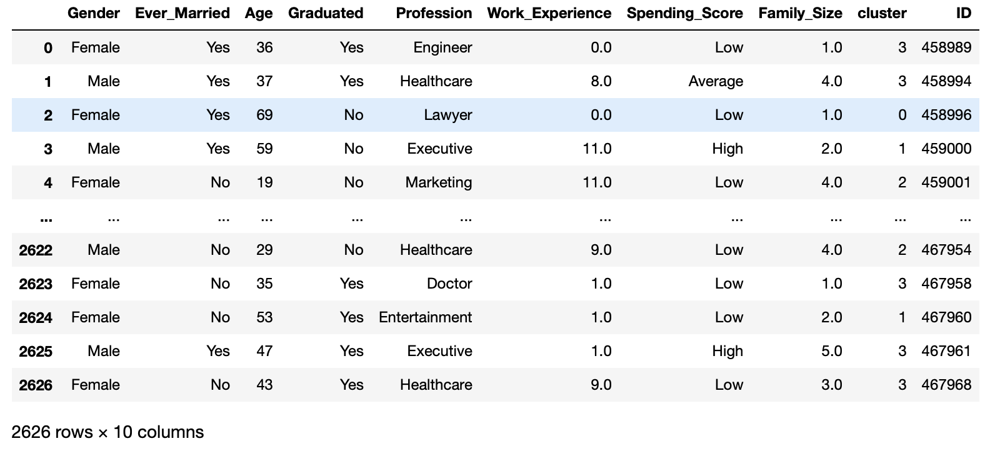 Gender Ever_Married Age Graduated Profession Work_Experience Spending_Score Family_Size cluster ID
0 Female Yes 36 Yes Engineer 0.0 Low 1.0 3 458989
1 Male Yes 37 Yes Healthcare 8.0 Average 4.0 3 458994
2 Female Yes 69 No Lawyer 0.0 Low 1.0 0 458996
3 Male Yes 59 No Executive 11.0 High 2.0 1 459000
4 Female No 19 No Marketing 11.0 Low 4.0 2 459001
... ... ... ... ... ... ... ... ... ... ...
2622 Male No 29 No Healthcare 9.0 Low 4.0 2 467954
2623 Female No 35 Yes Doctor 1.0 Low 1.0 3 467958
2624 Female No 53 Yes Entertainment 1.0 Low 2.0 1 467960
2625 Male Yes 47 Yes Executive 1.0 High 5.0 3 467961
2626 Female No 43 Yes Healthcare 9.0 Low 3.0 3 467968
2626 rows × 10 columns